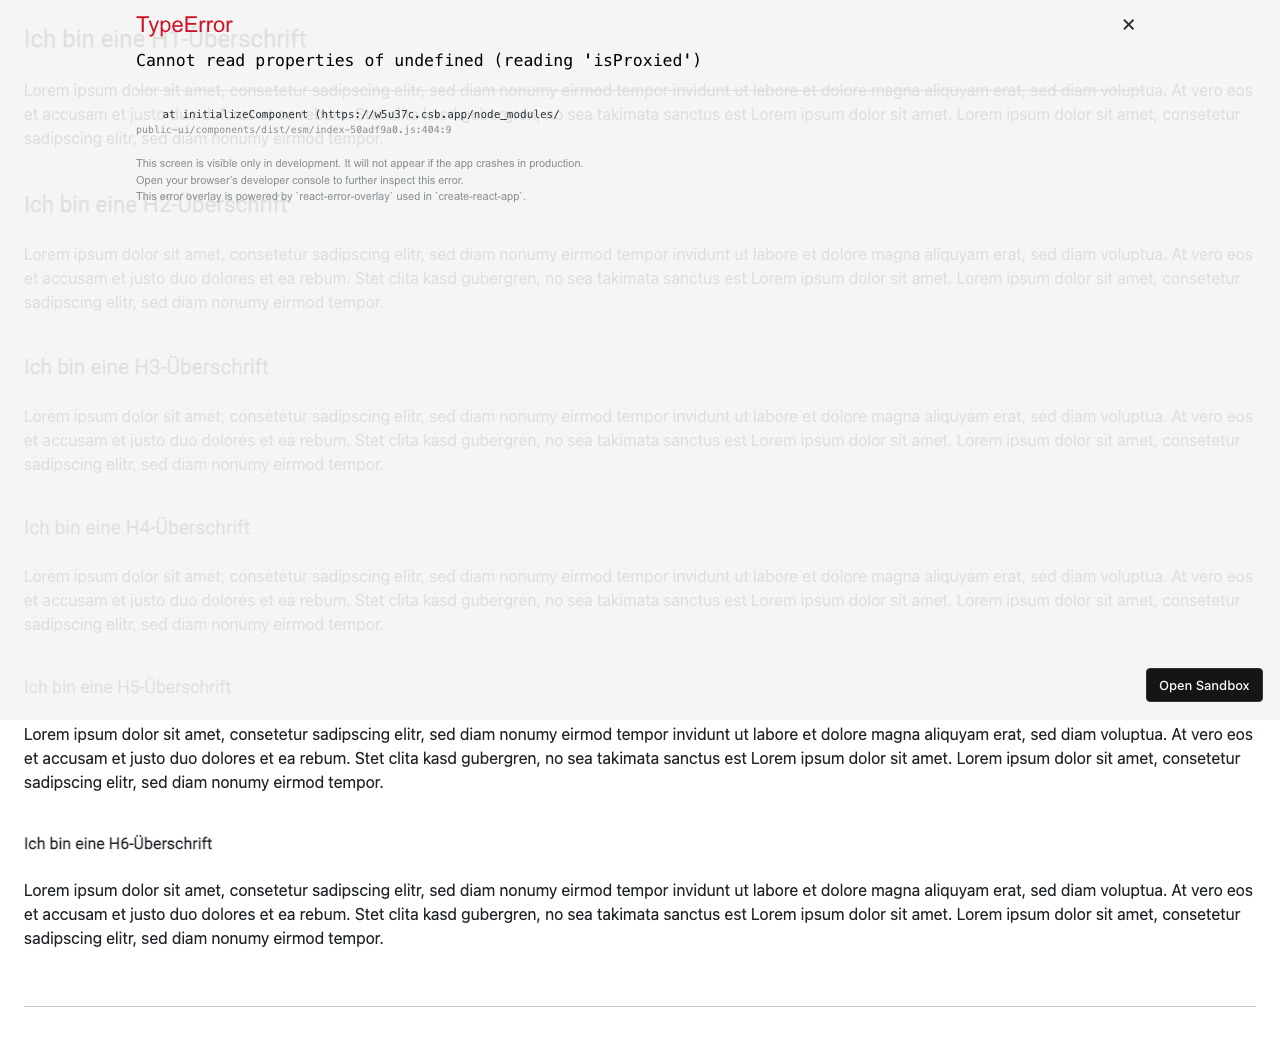 TypeError
✕
Ich bin eine H1-Überschrift
Cannot read properties of undefined (reading 'isProxied')
Lorem ipsum dolor sit amet, consetetur sadipscing elitr, sed diam nonumy eirmod tempor invidunt ut labore et dolore magna aliquyam erat, sed diam voluptua. At vero eos
et accusam et justo duo dolores et ea rebum. Stet clita kasd gubergren, no sea takimata sanctus est Lorem ipsum dolor sit amet. Lorem ipsum dolor sit amet, consetetur
at initializeComponent (https://w5u37c.csb.app/node_modules/
public-ui/components/dist/esm/index-50adf9a0.js:404:9
sadipscing elitr, sed diam nonumy eirmod tempor.
This screen is visible only in development. It will not appear if the app crashes in production.
Open your browser's developer console to further inspect this error.
This error overlay is powered by `react-error-overlay` used in `create-react-app`.
Ich bin eine H2-Überschrift
Lorem ipsum dolor sit amet, consetetur sadipscing elitr, sed diam nonumy eirmod tempor invidunt ut labore et dolore magna aliquyam erat, sed diam voluptua. At vero eos
et accusam et justo duo dolores et ea rebum. Stet clita kasd gubergren, no sea takimata sanctus est Lorem ipsum dolor sit amet. Lorem ipsum dolor sit amet, consetetur
sadipscing elitr, sed diam nonumy eirmod tempor.
Ich bin eine H3-Überschrift
Lorem ipsum dolor sit amet, consetetur sadipscing elitr, sed diam nonumy eirmod tempor invidunt ut labore et dolore magna aliquyam erat, sed diam voluptua. At vero eos
et accusam et justo duo dolores et ea rebum. Stet clita kasd gubergren, no sea takimata sanctus est Lorem ipsum dolor sit amet. Lorem ipsum dolor sit amet, consetetur
sadipscing elitr, sed diam nonumy eirmod tempor.
Ich bin eine H4-Überschrift
Lorem ipsum dolor sit amet, consetetur sadipscing elitr, sed diam nonumy eirmod tempor invidunt ut labore et dolore magna aliquyam erat, sed diam voluptua. At vero eos
et accusam et justo duo dolores et ea rebum. Stet clita kasd gubergren, no sea takimata sanctus est Lorem ipsum dolor sit amet. Lorem ipsum dolor sit amet, consetetur
sadipscing elitr, sed diam nonumy eirmod tempor.
Ich bin eine H5-Überschrift
Open Sandbox
Lorem ipsum dolor sit amet, consetetur sadipscing elitr, sed diam nonumy eirmod tempor invidunt ut labore et dolore magna aliquyam erat, sed diam voluptua. At vero eos
et accusam et justo duo dolores et ea rebum. Stet clita kasd gubergren, no sea takimata sanctus est Lorem ipsum dolor sit amet. Lorem ipsum dolor sit amet, consetetur
sadipscing elitr, sed diam nonumy eirmod tempor.
Ich bin eine H6-Überschrift
Lorem ipsum dolor sit amet, consetetur sadipscing elitr, sed diam nonumy eirmod tempor invidunt ut labore et dolore magna aliquyam erat, sed diam voluptua. At vero eos
et accusam et justo duo dolores et ea rebum. Stet clita kasd gubergren, no sea takimata sanctus est Lorem ipsum dolor sit amet. Lorem ipsum dolor sit amet, consetetur
sadipscing elitr, sed diam nonumy eirmod tempor.